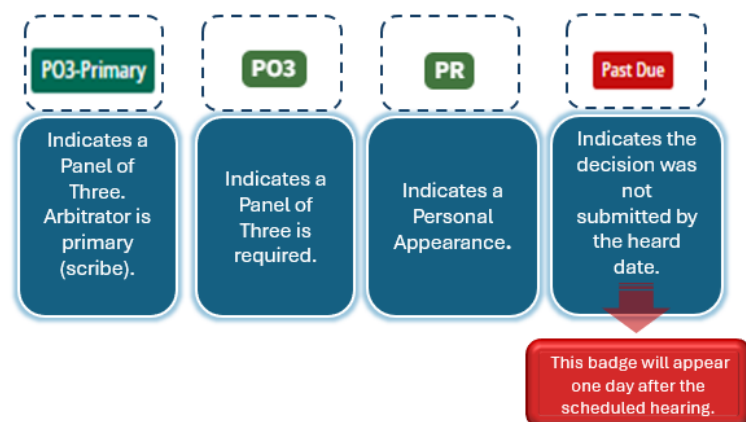 PO3-Primary
PO3
PR
Past Due
Indicates a
Panel of
Three.
Arbitrator is
primary
(scribe).
Indicates a
Panel of
Three is
required.
Indicates a
Personal
Appearance.
Indicates the
decision was
not
submitted by
the heard
date.
This badge will appear
one day after the
scheduled hearing.